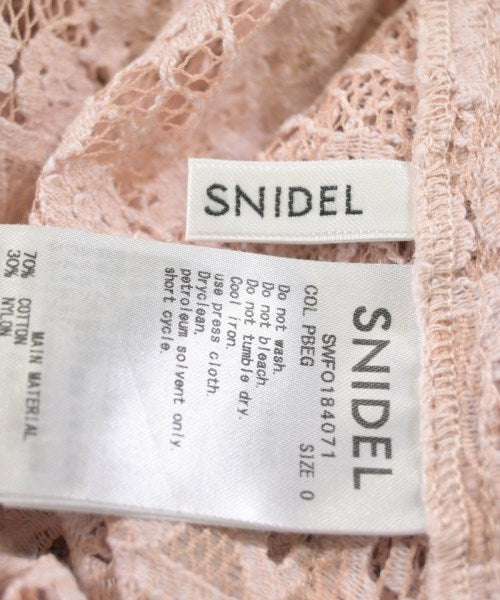 SNIDEL
SNIDEL
SWFO184071
COL PBEG SIZE 0
Do not wash.
Do not bleach.
Do not tumble dry.
Cool iron.
use press cloth.
Dryclean.
petroleum solvent only.
short cycle.
MAIN MATERIAL
70% COTTON
30% NYLON